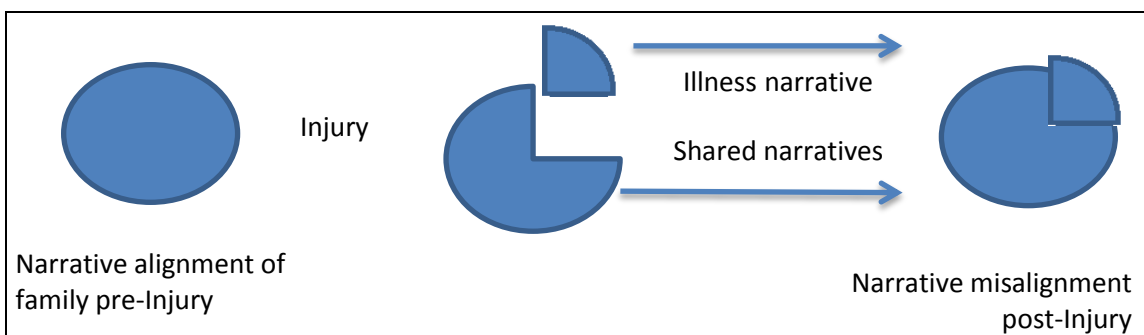 Illness narrative
Injury
Shared narratives
Narrative alignment of
family pre-Injury
Narrative misalignment
post-Injury